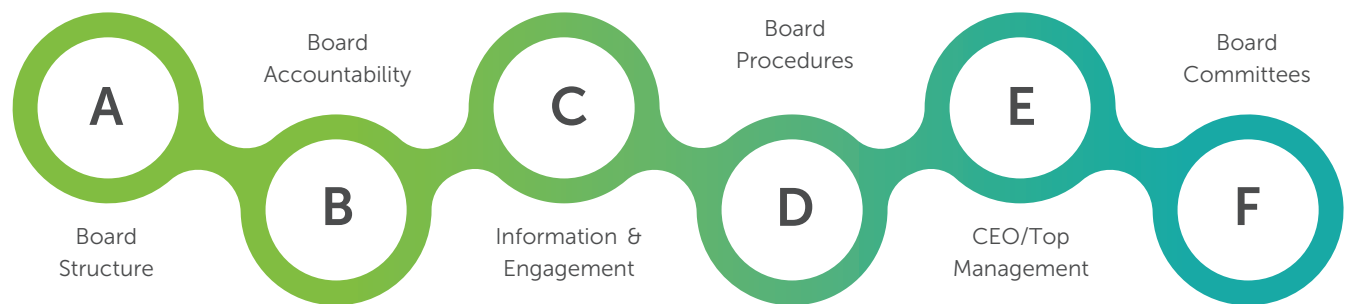 A
Board
Structure
Board
Accountability
B
C
Information &
Engagement
Board
Procedures
D
E
CEO/Top
Management
Board
Committees
F